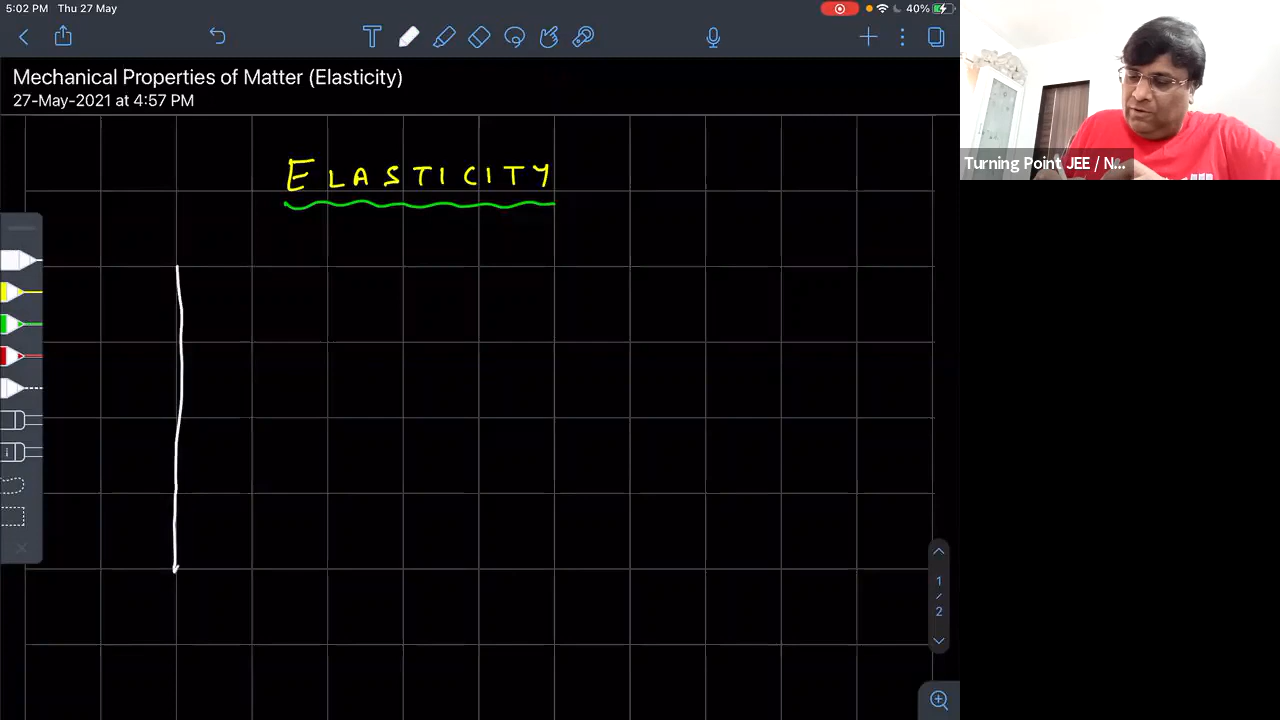 5:02 PM Thu 27 May
40%
T
Mechanical Properties of Matter (Elasticity)
27-May-2021 at 4:57 PM
ELASTICITY
1
/
2
Turning Point JEE / N...